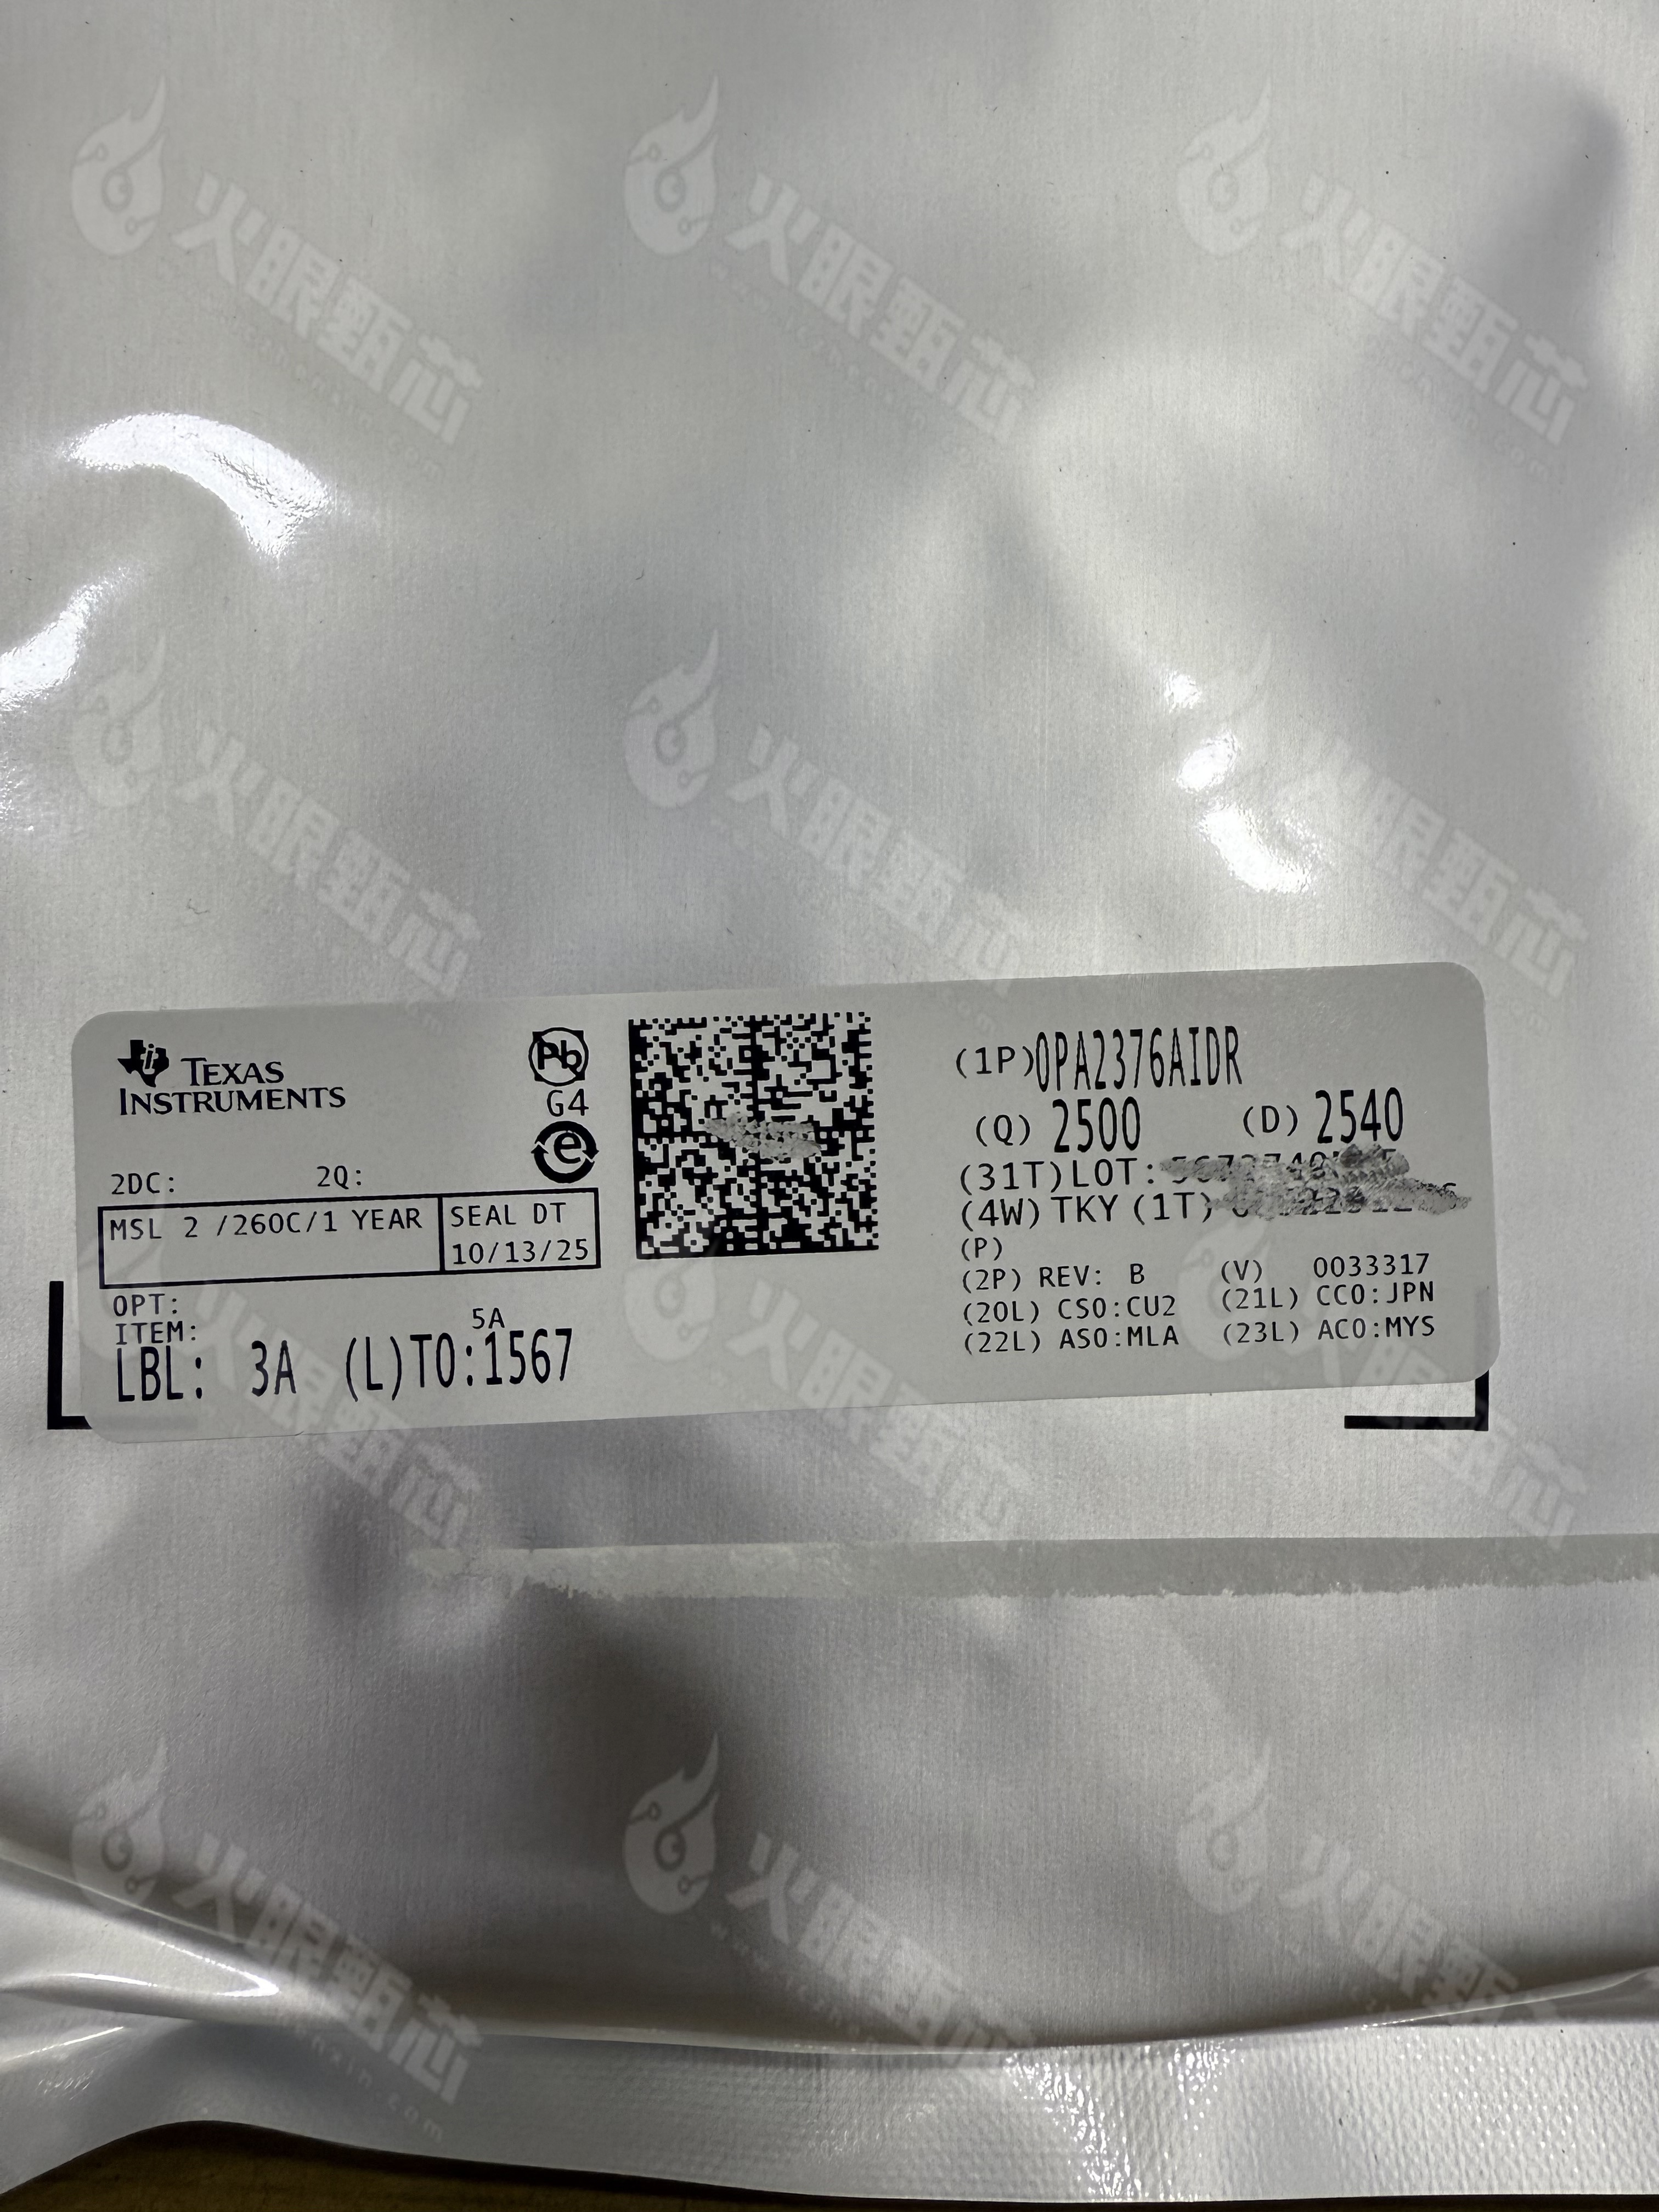 火眼甄芯
TEXAS
INSTRUMENTS
Pb
G4
e
2DC: 2Q:
MSL 2 /260C/1 YEAR
SEAL DT
10/13/25
OPT:
ITEM: 5A
LBL: 3A (L)TO:1567
(1P)OPA2376AIDR
(Q) 2500 (D) 2540
(31T)LOT:
(4W) TKY (1T)
(P)
(2P) REV: B (V) 0033317
(20L) CSO:CU2 (21L) CCO:JPN
(22L) ASO:MLA (23L) ACO:MYS